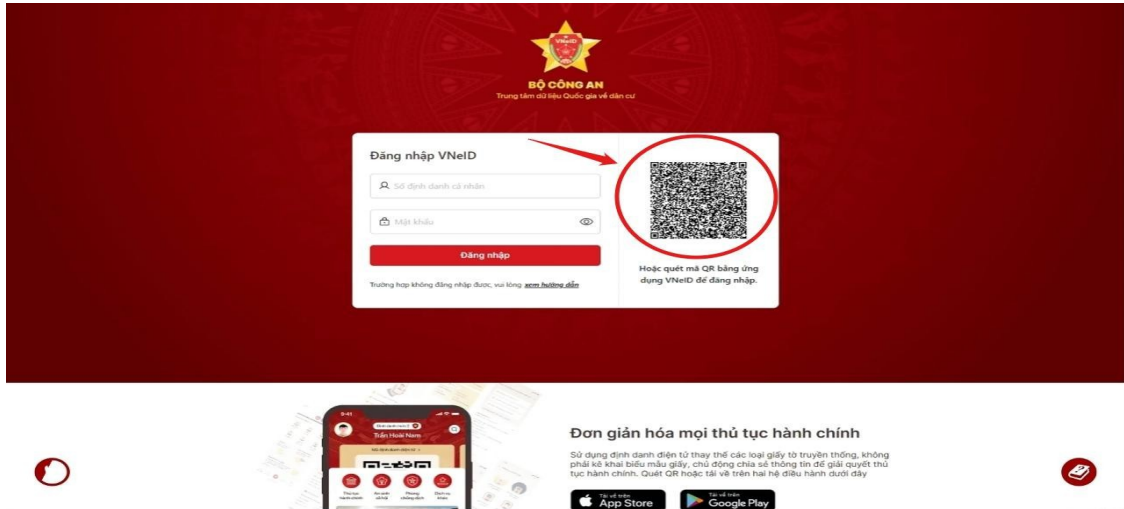 VNeID
BỘ CÔNG AN
Trung tâm dữ liệu Quốc gia về dân cư
Đăng nhập VNeID
Số định danh cá nhân
Mật khẩu
Đăng nhập
Trường hợp không đăng nhập được, vui lòng xem hướng dẫn
Hoặc quét mã QR bằng ứng
dụng VNeID để đăng nhập.
9:41
Trần Hoài Nam
Đơn giản hóa mọi thủ tục hành chính
Sử dụng định danh điện tử thay thế các loại giấy tờ truyền thống, không
phải kê khai biểu mẫu giấy, chủ động chia sẻ thông tin để giải quyết thủ
tục hành chính. Quét QR hoặc tải về trên hai hệ điều hành dưới đây
Tải về trên
App Store
Tải về trên
Google Play